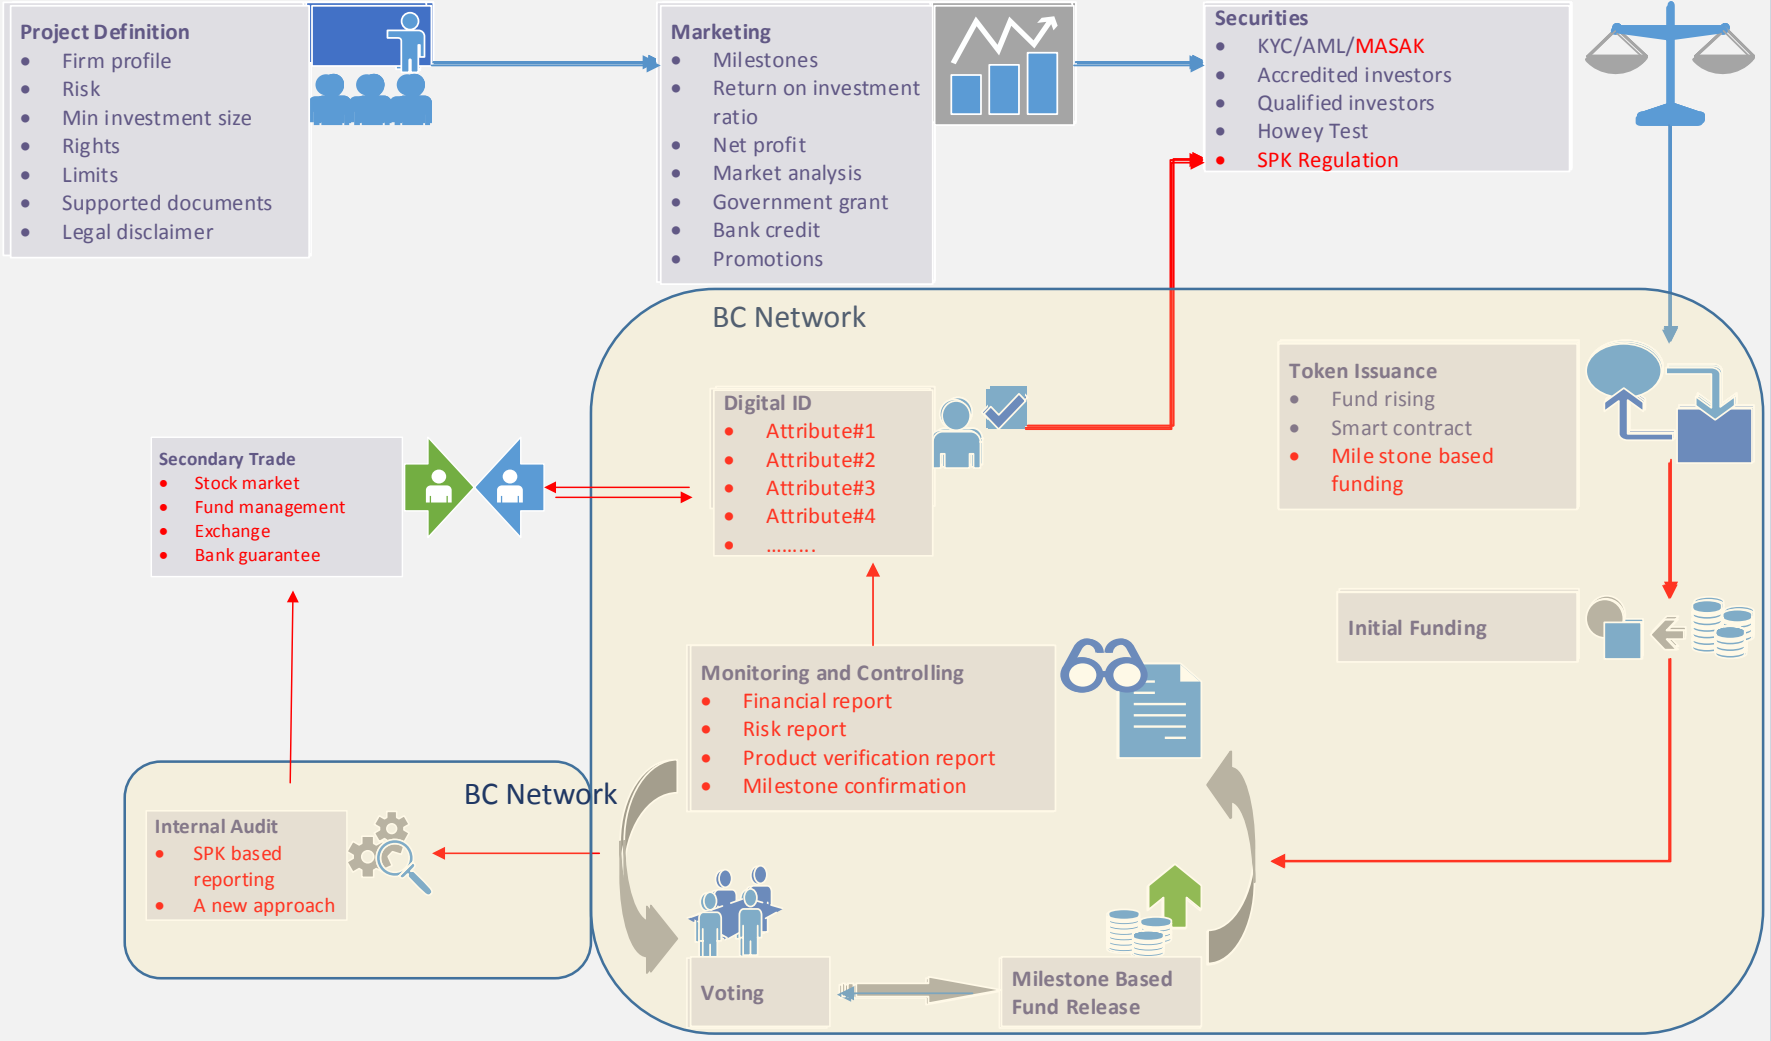 Project Definition
• Firm profile
• Risk
• Min investment size
• Rights
• Limits
• Supported documents
• Legal disclaimer
Marketing
• Milestones
• Return on investment
ratio
• Net profit
• Market analysis
• Government grant
• Bank credit
• Promotions
Securities
• KYC/AML/MASAK
• Accredited investors
• Qualified investors
• Howey Test
• SPK Regulation
BC Network
Token Issuance
• Fund rising
• Smart contract
• Mile stone based
funding
Digital ID
• Attribute#1
• Attribute#2
• Attribute#3
• Attribute#4
• .........
Secondary Trade
• Stock market
• Fund management
• Exchange
• Bank guarantee
Initial Funding
Monitoring and Controlling
• Financial report
• Risk report
• Product verification report
• Milestone confirmation
BC Network
Internal Audit
• SPK based
reporting
• A new approach
Voting
Milestone Based
Fund Release